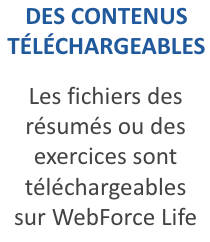 DES CONTENUS
TÉLÉCHARGEABLES
Les fichiers des
résumés ou des
exercices sont
téléchargeables
sur WebForce Life